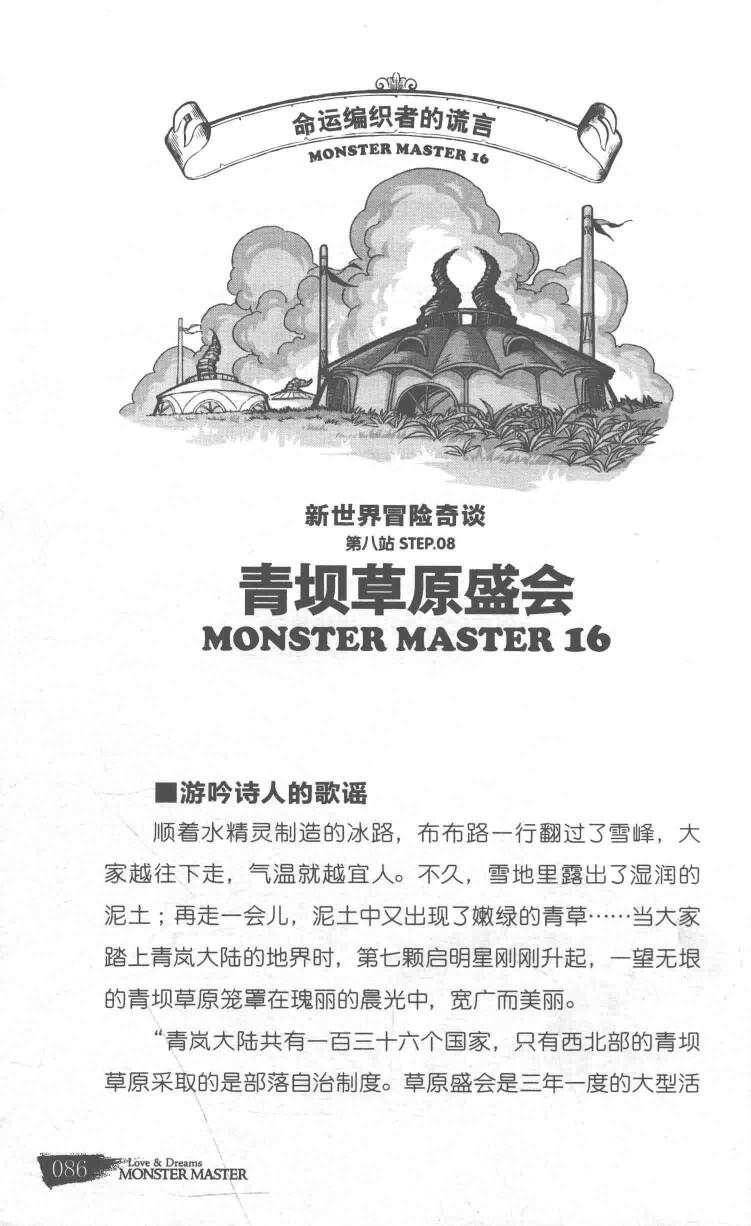 命运编织者的谎言
MONSTER MASTER 16
新世界冒险奇谈
第八站 STEP.08
青坝草原盛会
MONSTER MASTER 16
■游吟诗人的歌谣
顺着水精灵制造的冰路，布布路一行翻过了雪峰，大
家越往下走，气温就越宜人。不久，雪地里露出了湿润的
泥土；再走一会儿，泥土中又出现了嫩绿的青草……当大家
踏上青岚大陆的地界时，第七颗启明星刚刚升起，一望无垠
的青坝草原笼罩在瑰丽的晨光中，宽广而美丽。
“青岚大陆共有一百三十六个国家，只有西北部的青坝
草原采取的是部落自治制度。草原盛会是三年一度的大型活
086
Love & Dreams
MONSTER MASTER